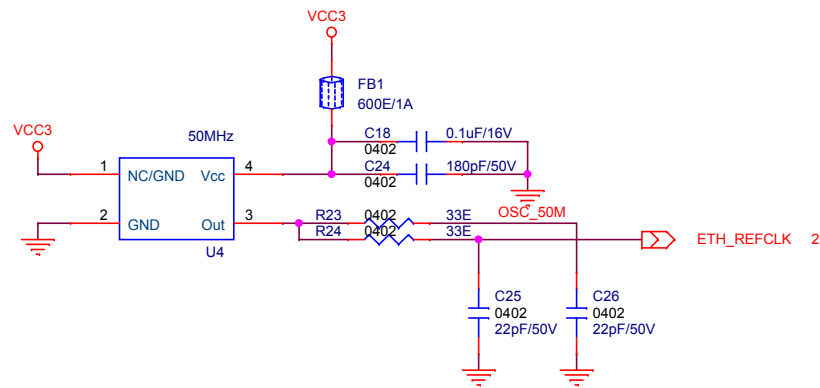 VCC3
FB1
600E/1A
VCC3
50MHz
C18
0.1uF/16V
0402
1
NC/GND
Vcc
4
C24
180pF/50V
0402
2
GND
Out
3
R23
0402
33E
OSC_50M
R24
0402
33E
ETH_REFCLK 2
U4
C25
0402
22pF/50V
C26
0402
22pF/50V